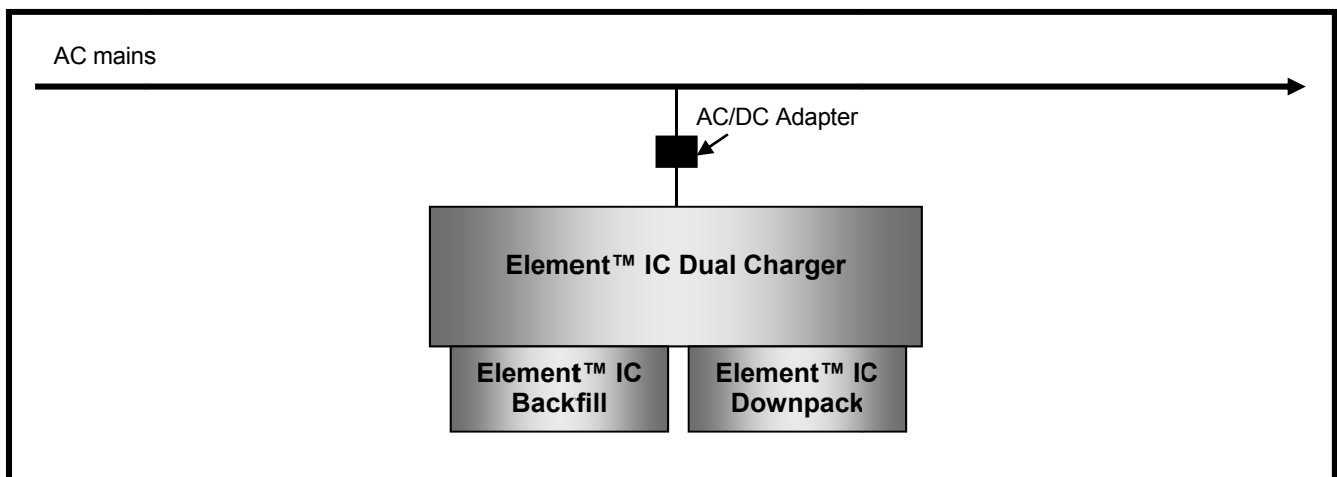 AC mains
AC/DC Adapter
Element™ IC Dual Charger
Element™ IC
Backfill
Element™ IC
Downpack